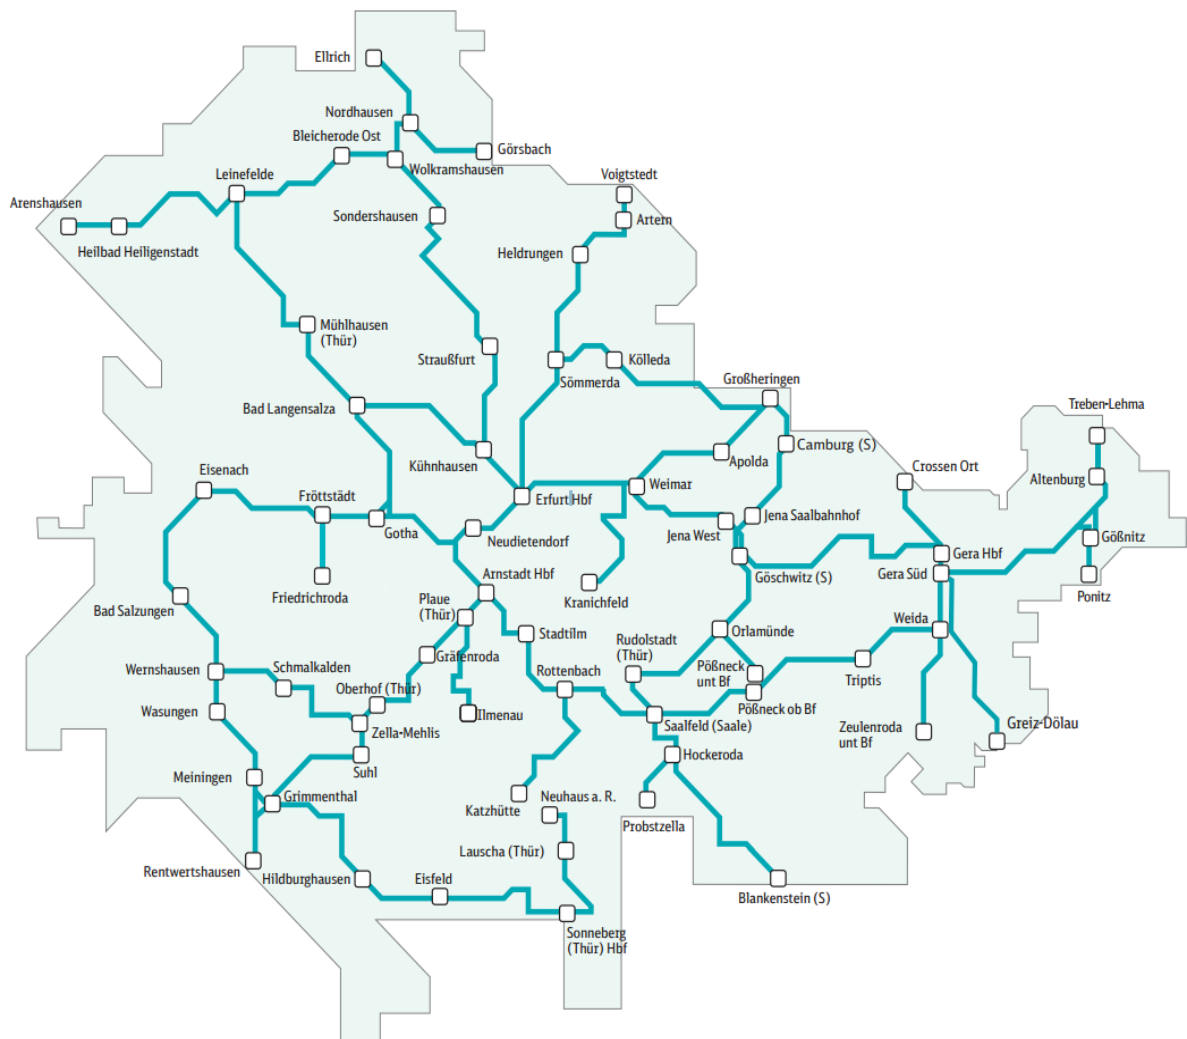 Ellrich
Nordhausen
Bleicherode Ost
Görsbach
Wolkramshausen
Leinefelde
Voigtstedt
Arenshausen
Sondershausen
Artern
Heilbad Heiligenstadt
Heldrungen
Mühlhausen
(Thür)
Straußfurt
Kölleda
Sömmerda
Großheringen
Bad Langensalza
Treben-Lehma
Camburg (S)
Kühnhausen
Apolda
Eisenach
Crossen Ort
Altenburg
Weimar
Fröttstädt
Erfurt Hbf
Jena Saalbahnhof
Gotha
Neudietendorf
Jena West
Gößnitz
Gera Hbf
Arnstadt Hbf
Göschwitz (S)
Gera Süd
Friedrichroda
Kranichfeld
Ponitz
Bad Salzungen
Plaue
(Thür)
Stadtilm
Weida
Orlamünde
Rudolstadt
(Thür)
Gräfenroda
Wernshausen
Schmalkalden
Rottenbach
Pößneck
unt Bf
Triptis
Oberhof (Thür)
Pößneck ob Bf
Wasungen
Ilmenau
Saalfeld (Saale)
Zeulenroda
unt Bf
Greiz-Dölau
Zella-Mehlis
Hockeroda
Suhl
Meiningen
Grimmenthal
Katzhütte
Neuhaus a. R.
Probstzella
Lauscha (Thür)
Rentwertshausen
Hildburghausen
Eisfeld
Blankenstein (S)
Sonneberg
(Thür) Hbf